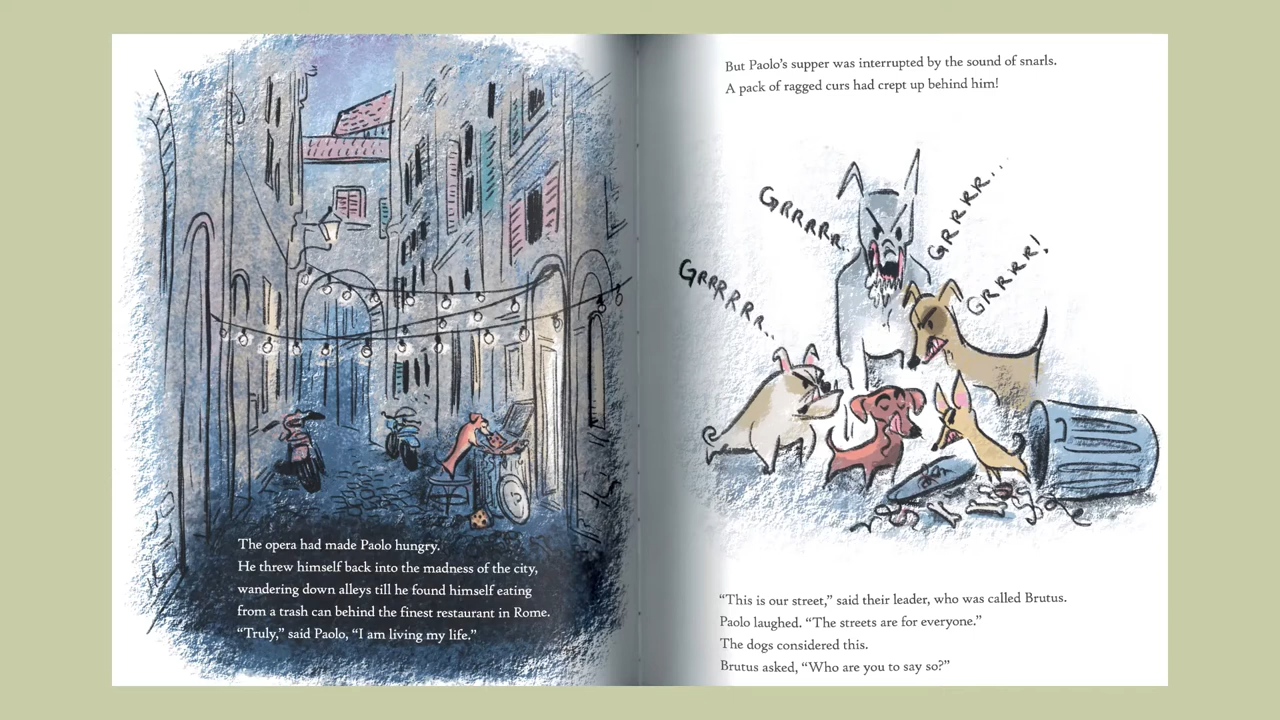 The opera had made Paolo hungry.
He threw himself back into the madness of the city,
wandering down alleys till he found himself eating
from a trash can behind the finest restaurant in Rome.
“Truly,” said Paolo, “I am living my life.”
But Paolo’s supper was interrupted by the sound of snarls.
A pack of ragged curs had crept up behind him!
GRRRRR..
GRRRR...
GRRRRRR...
GRRRR!
“This is our street,” said their leader, who was called Brutus.
Paolo laughed. “The streets are for everyone.”
The dogs considered this.
Brutus asked, “Who are you to say so?”